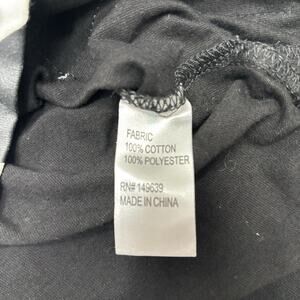 FABRIC
100% COTTON
100% POLYESTER
RN# 149639
MADE IN CHINA